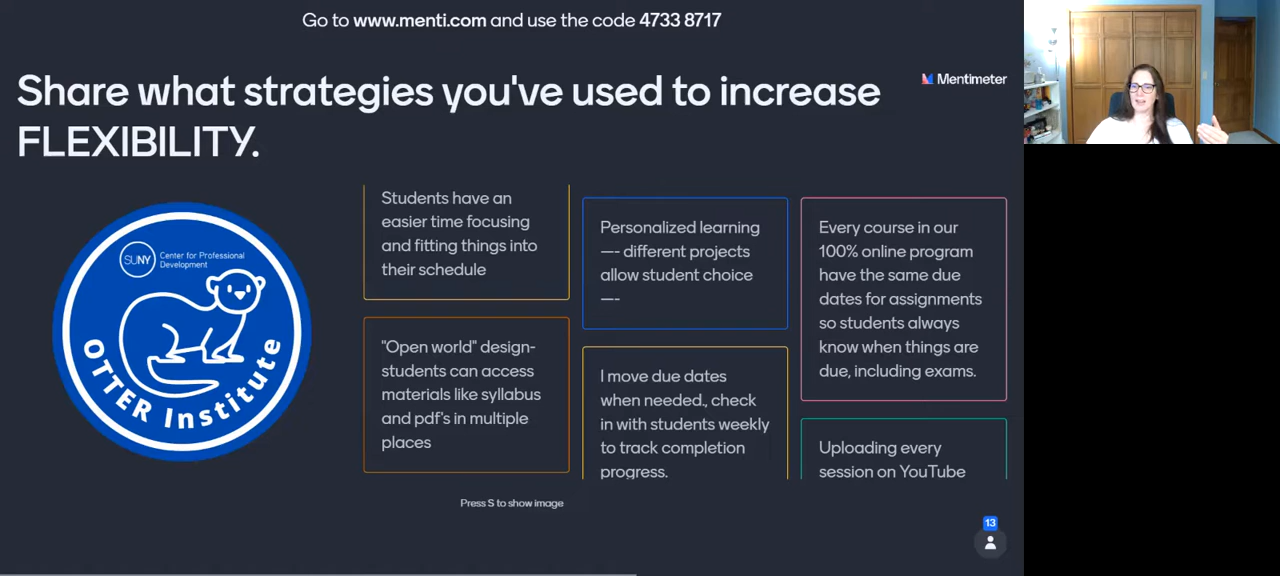 Go to www.menti.com and use the code 4733 8717
Share what strategies you've used to increase
FLEXIBILITY.
Mentimeter
SUNY
Center for Professional
Development
OTTER Institute
Students have an
easier time focusing
and fitting things into
their schedule
"Open world" design-
students can access
materials like syllabus
and pdf's in multiple
places
Personalized learning
—- different projects
allow student choice
—-
I move due dates
when needed., check
in with students weekly
to track completion
progress.
Every course in our
100% online program
have the same due
dates for assignments
so students always
know when things are
due, including exams.
Uploading every
session on YouTube
Press S to show image
13